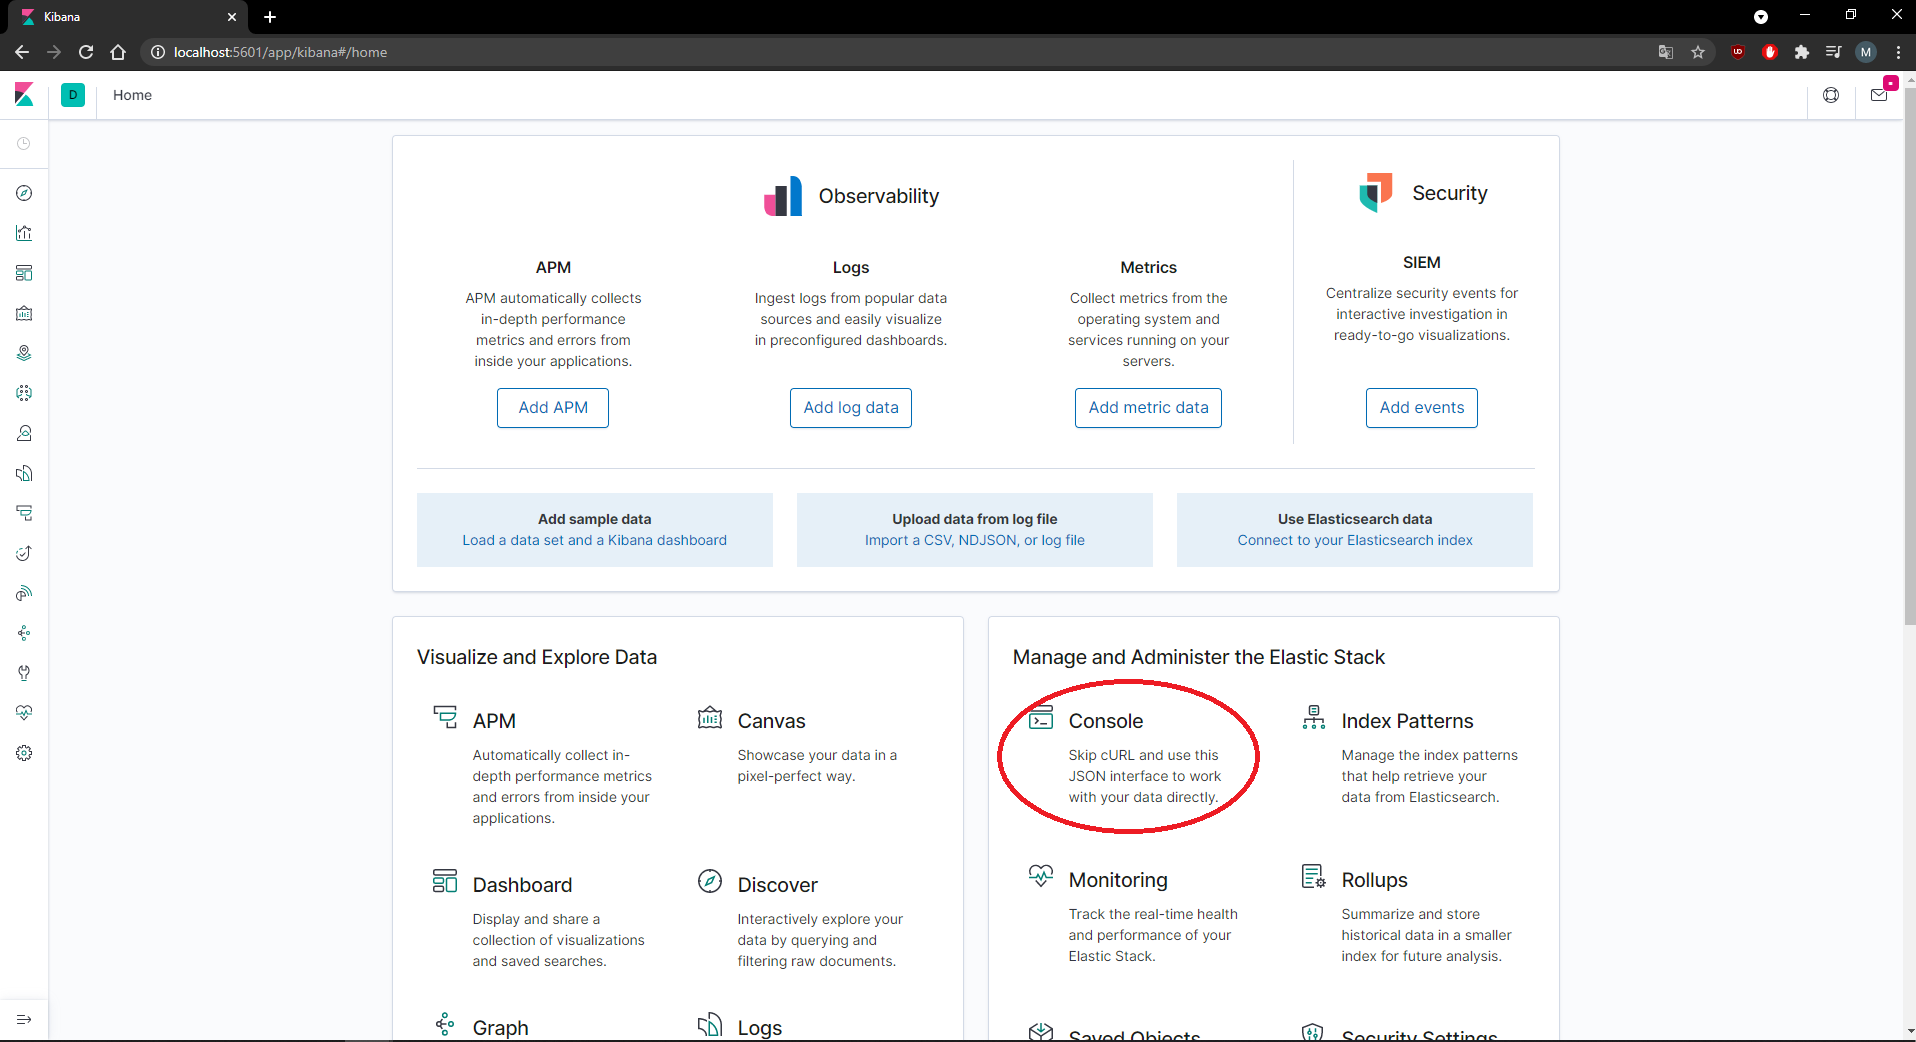 Kibana
localhost:5601/app/kibana#/home
M
D
Home
Observability
Security
APM
APM automatically collects
in-depth performance
metrics and errors from
inside your applications.
Add APM
Logs
Ingest logs from popular data
sources and easily visualize
in preconfigured dashboards.
Add log data
Metrics
Collect metrics from the
operating system and
services running on your
servers.
Add metric data
SIEM
Centralize security events for
interactive investigation in
ready-to-go visualizations.
Add events
Add sample data
Load a data set and a Kibana dashboard
Upload data from log file
Import a CSV, NDJSON, or log file
Use Elasticsearch data
Connect to your Elasticsearch index
Visualize and Explore Data
APM
Automatically collect in-
depth performance metrics
and errors from inside your
applications.
Canvas
Showcase your data in a
pixel-perfect way.
Dashboard
Display and share a
collection of visualizations
and saved searches.
Discover
Interactively explore your
data by querying and
filtering raw documents.
Graph
Logs
Manage and Administer the Elastic Stack
Console
Skip cURL and use this
JSON interface to work
with your data directly.
Index Patterns
Manage the index patterns
that help retrieve your
data from Elasticsearch.
Monitoring
Track the real-time health
and performance of your
Elastic Stack.
Rollups
Summarize and store
historical data in a smaller
index for future analysis.
Saved Objects
Security Settings